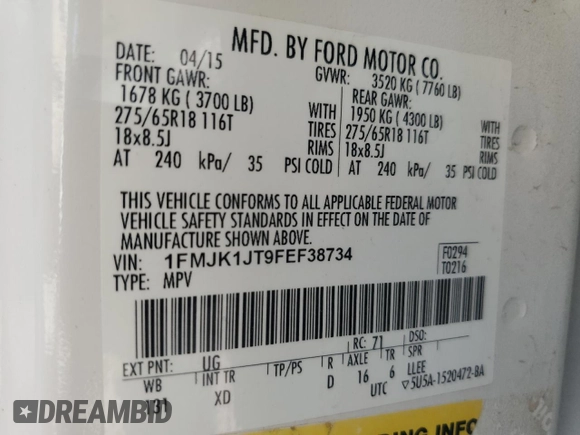 MFD. BY FORD MOTOR CO.
DATE: 04/15 GVWR: 3520 KG (7760 LB)
FRONT GAWR: REAR GAWR:
1678 KG (3700 LB) WITH 1950 KG (4300 LB) WITH
275/65R18 116T TIRES 275/65R18 116T TIRES
18x8.5J RIMS 18x8.5J RIMS
AT 240 kPa/ 35 PSI COLD AT 240 kPa/ 35 PSI COLD
THIS VEHICLE CONFORMS TO ALL APPLICABLE FEDERAL MOTOR
VEHICLE SAFETY STANDARDS IN EFFECT ON THE DATE OF
MANUFACTURE SHOWN ABOVE.
VIN: 1FMJK1JT9FEF38734 F0294
TYPE: MPV T0216
RC: 71 DSO:
EXT PNT: UG
WB INT TR TP/PS R AXLE TR SPR
131 XD D 16 6 LLEE
UTC ▽5U5A-1520472-BA
DREAMBID